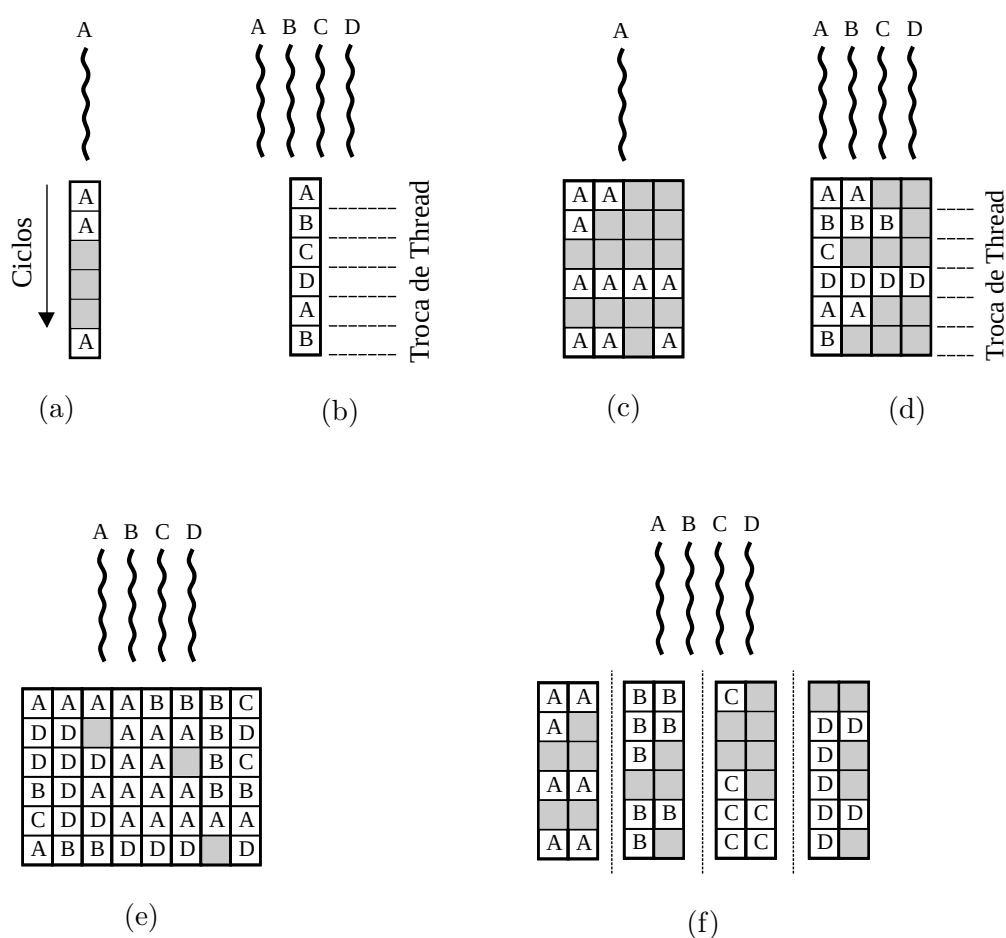 A
Ciclos
A
A
A
(a)
A B C D
A
B
C
D
A
B
Troca de Thread
(b)
A
A A
A
A A A A
A A A
(c)
A B C D
A A
B B B
C
D D D D
A A
B
Troca de Thread
(d)
A B C D
A A A A B B B C
D D A A A B D
D D D A A B C
B D A A A A B B
C D D A A A A A
A B B D D D D
(e)
A B C D
A A
A
A A
A A
B B
B B
B
B B
B
C
C
C C
C C
D D
D
D
D D
D
(f)